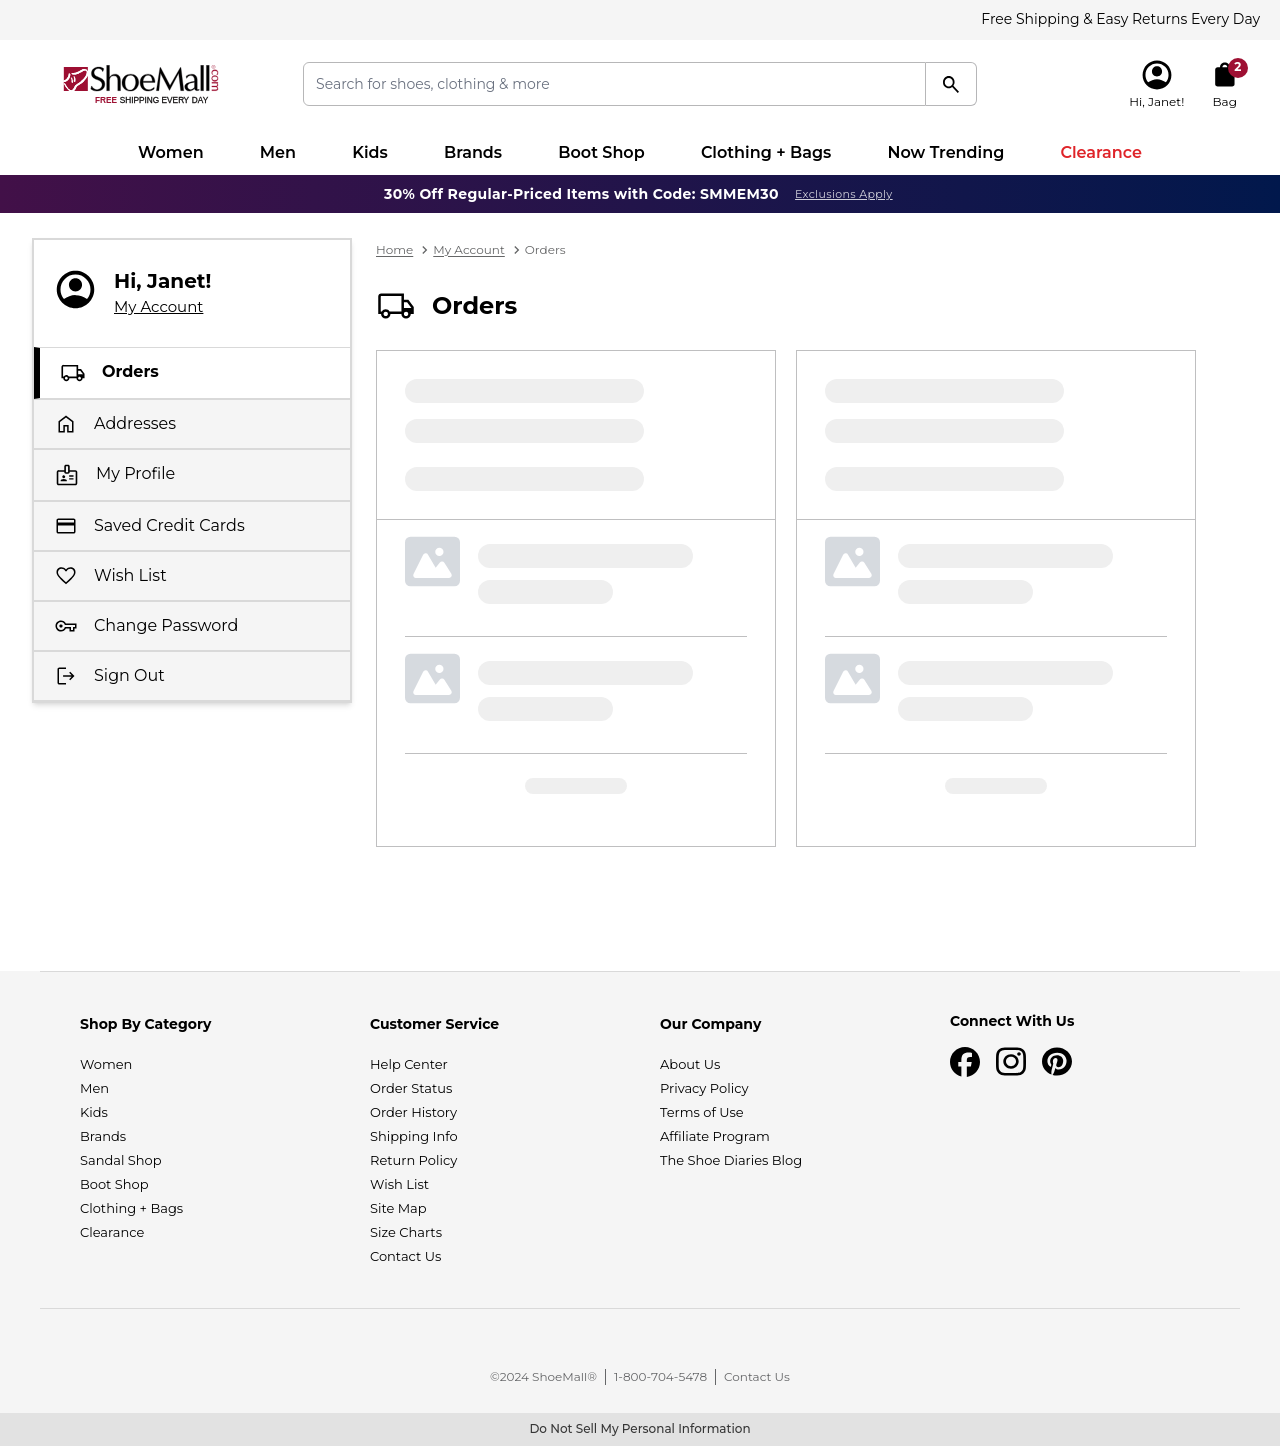 Free Shipping & Easy Returns Every Day
ShoeMall.com
FREE SHIPPING EVERY DAY
Search for shoes, clothing & more
Hi, Janet!
2
Bag
Women Men Kids Brands Boot Shop Clothing + Bags Now Trending Clearance
30% Off Regular-Priced Items with Code: SMMEM30 Exclusions Apply
Hi, Janet!
My Account
Orders
Addresses
My Profile
Saved Credit Cards
Wish List
Change Password
Sign Out
Home > My Account > Orders
Orders
Shop By Category
Women
Men
Kids
Brands
Sandal Shop
Boot Shop
Clothing + Bags
Clearance
Customer Service
Help Center
Order Status
Order History
Shipping Info
Return Policy
Wish List
Site Map
Size Charts
Contact Us
Our Company
About Us
Privacy Policy
Terms of Use
Affiliate Program
The Shoe Diaries Blog
Connect With Us
©2024 ShoeMall® | 1-800-704-5478 | Contact Us
Do Not Sell My Personal Information